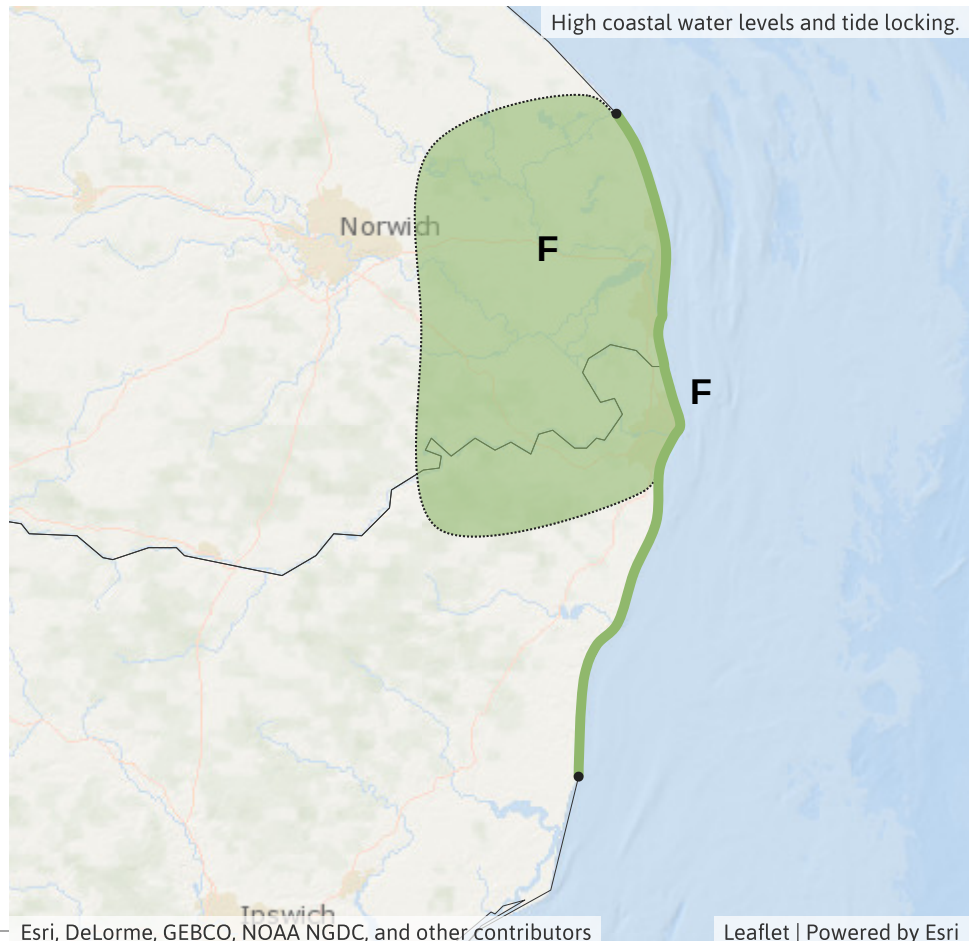 High coastal water levels and tide locking.
Norwich
F
F
Ipswich
Esri, DeLorme, GEBCO, NOAA NGDC, and other contributors
Leaflet | Powered by Esri